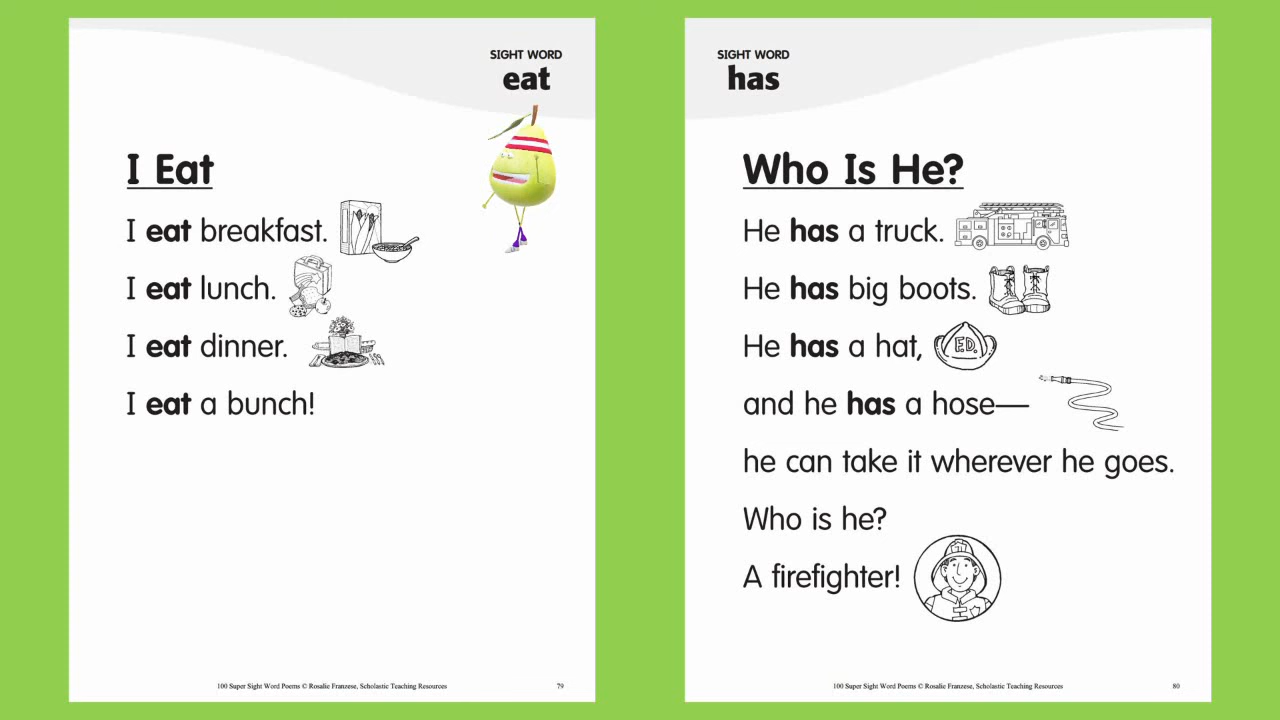 SIGHT WORD
eat
I Eat
I eat breakfast.
I eat lunch.
I eat dinner.
I eat a bunch!
100 Super Sight Word Poems © Rosalie Franzese, Scholastic Teaching Resources
79
SIGHT WORD
has
Who Is He?
He has a truck.
He has big boots.
He has a hat,
F.D.
and he has a hose—
he can take it wherever he goes.
Who is he?
A firefighter!
100 Super Sight Word Poems © Rosalie Franzese, Scholastic Teaching Resources
80